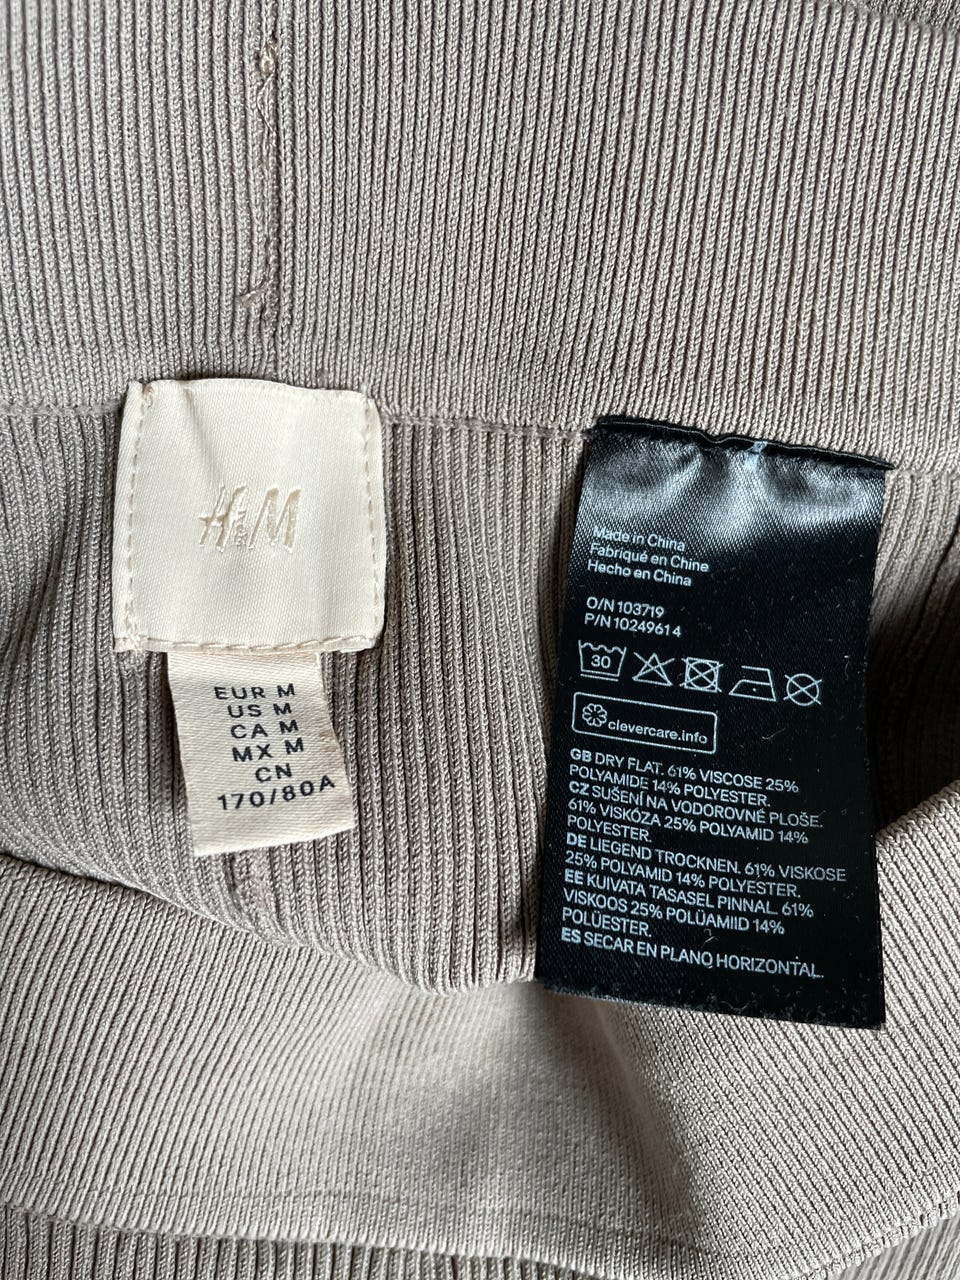 H&M
EUR M
US M
CA M
MX M
CN
170/80A
Made in China
Fabriqué en Chine
Hecho en China
O/N 103719
P/N 1024961 4
30
clevercare.info
GB DRY FLAT. 61% VISCOSE 25%
POLYAMIDE 14% POLYESTER.
CZ SUŠENÍ NA VODOROVNÉ PLOŠE.
61% VISKÓZA 25% POLYAMID 14%
POLYESTER.
DE LIEGEND TROCKNEN. 61% VISKOSE
25% POLYAMID 14% POLYESTER.
EE KUIVATA TASASEL PINNAL. 61%
VISKOOS 25% POLÜAMIID 14%
POLÜESTER.
ES SECAR EN PLANO HORIZONTAL.